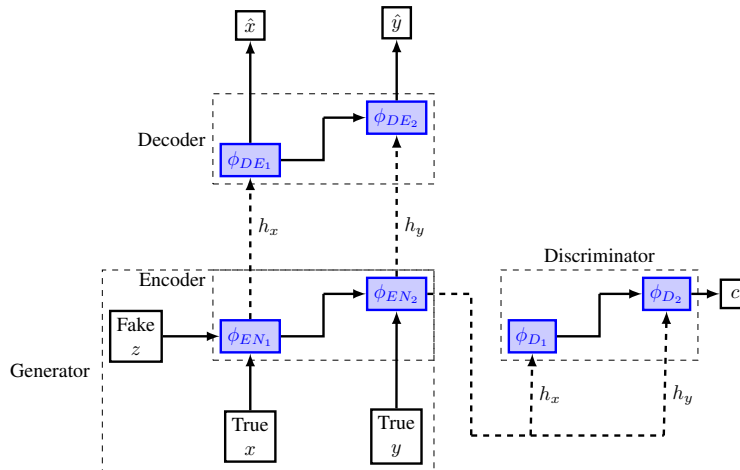 x̂
ŷ
Decoder
ϕ_{DE_1}
ϕ_{DE_2}
h_x
h_y
Encoder
Discriminator
ϕ_{EN_2}
ϕ_{D_2}
c
Fake
z
ϕ_{EN_1}
ϕ_{D_1}
Generator
h_x
h_y
True
x
True
y